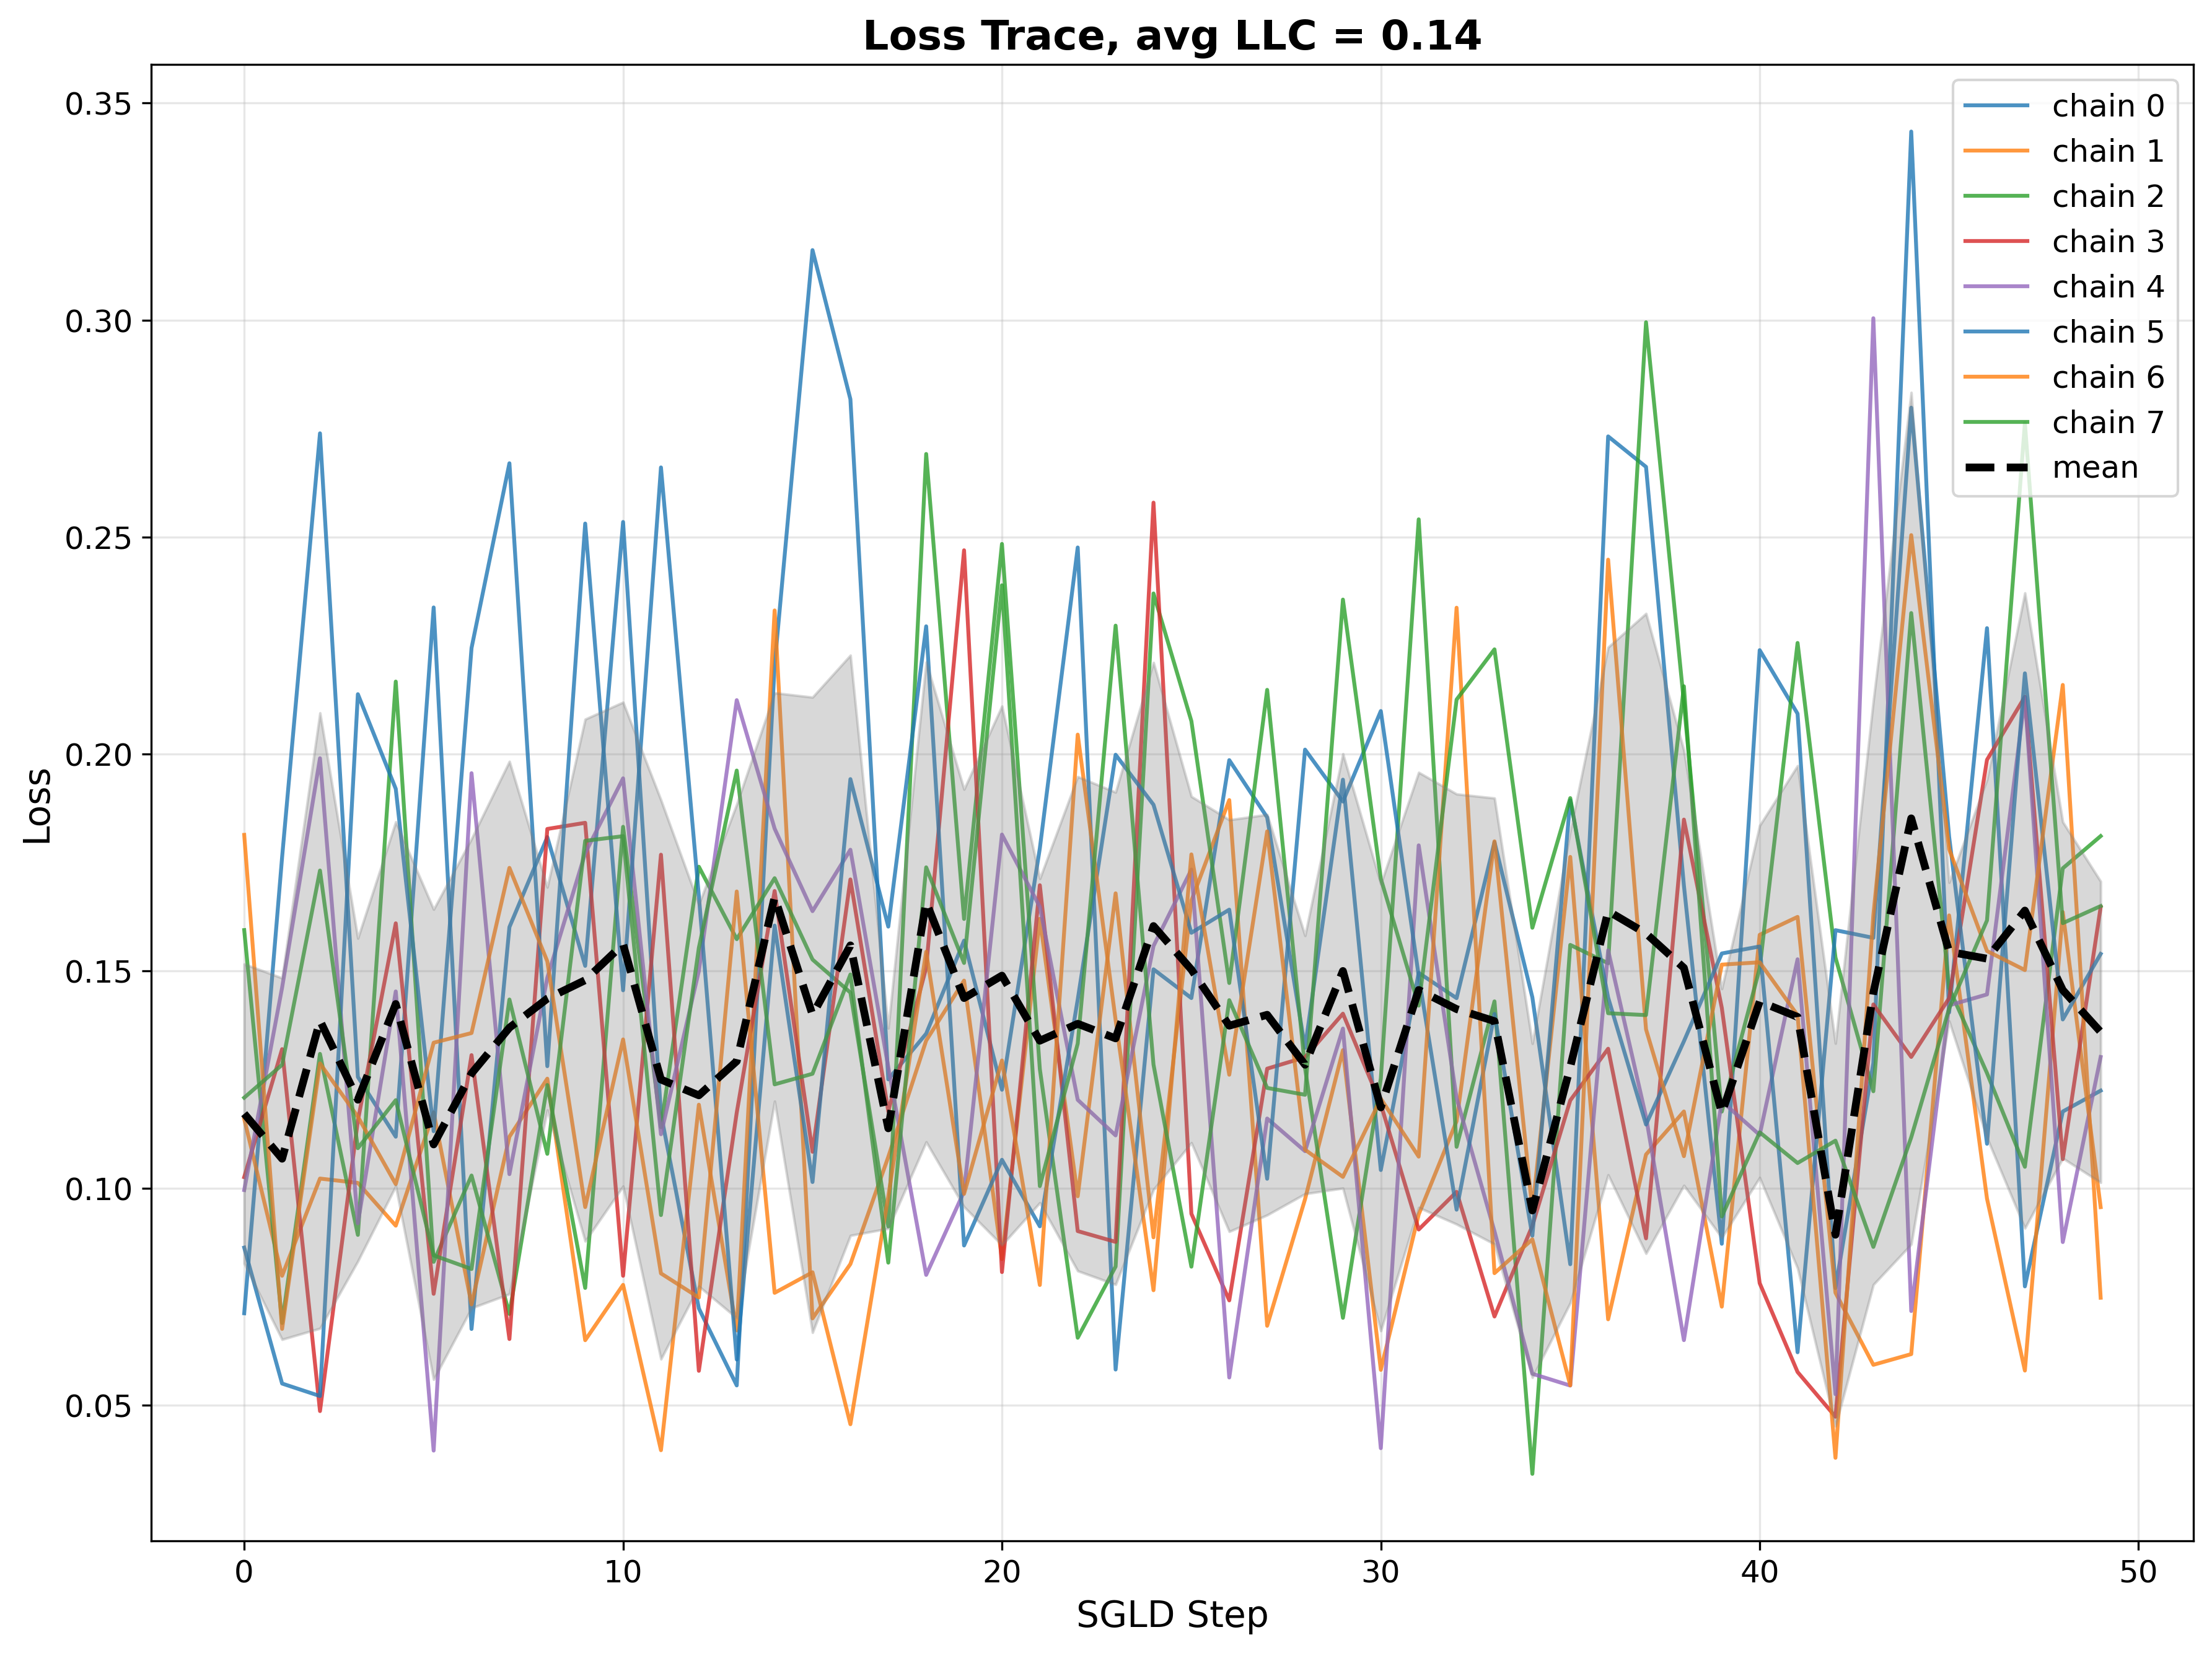 Loss Trace, avg LLC = 0.14
0.35
0.30
0.25
0.20
0.15
0.10
0.05
Loss
chain 0
chain 1
chain 2
chain 3
chain 4
chain 5
chain 6
chain 7
mean
0 10 20 30 40 50
SGLD Step